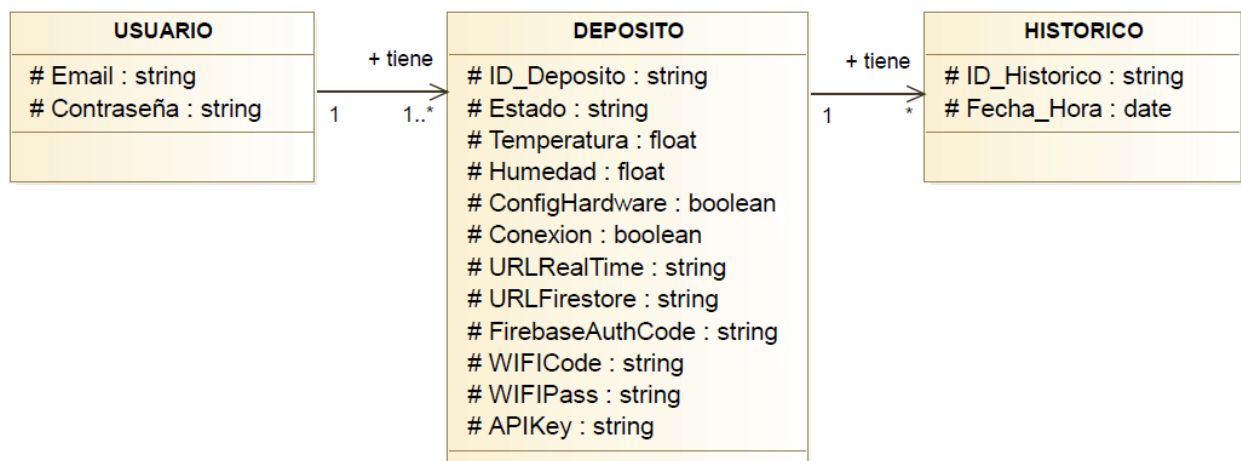 USUARIO
# Email : string
# Contraseña : string
+ tiene
1
1..*
DEPOSITO
# ID_Deposito : string
# Estado : string
# Temperatura : float
# Humedad : float
# ConfigHardware : boolean
# Conexion : boolean
# URLRealTime : string
# URLFirestore : string
# FirebaseAuthCode : string
# WIFICode : string
# WIFIPass : string
# APIKey : string
+ tiene
1
*
HISTORICO
# ID_Historico : string
# Fecha_Hora : date